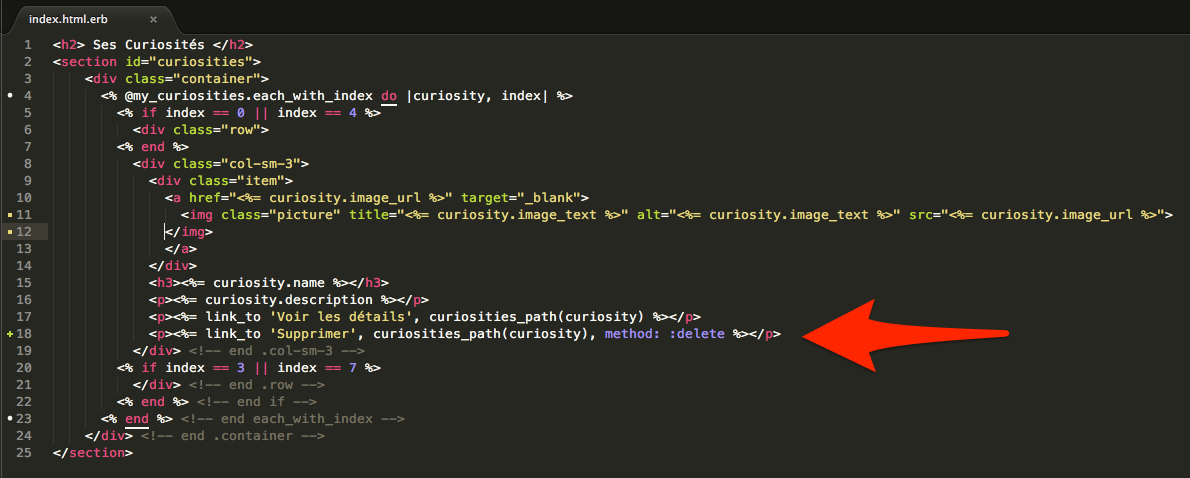 index.html.erb ×
1 <h2> Ses Curiosités </h2>
2 <section id="curiosities">
3 <div class="container">
4 <% @my_curiosities.each_with_index do |curiosity, index| %>
5 <% if index == 0 || index == 4 %>
6 <div class="row">
7 <% end %>
8 <div class="col-sm-3">
9 <div class="item">
10 <a href="<%= curiosity.image_url %>" target="_blank">
11 <img class="picture" title="<%= curiosity.image_text %>" alt="<%= curiosity.image_text %>" src="<%= curiosity.image_url %>">
12 </img>
13 </a>
14 </div>
15 <h3><%= curiosity.name %></h3>
16 <p><%= curiosity.description %></p>
17 <p><%= link_to 'Voir les détails', curiosities_path(curiosity) %></p>
18 <p><%= link_to 'Supprimer', curiosities_path(curiosity), method: :delete %></p>
19 </div> <!-- end .col-sm-3 -->
20 <% if index == 3 || index == 7 %>
21 </div> <!-- end .row -->
22 <% end %> <!-- end if -->
23 <% end %> <!-- end each_with_index -->
24 </div> <!-- end .container -->
25 </section>